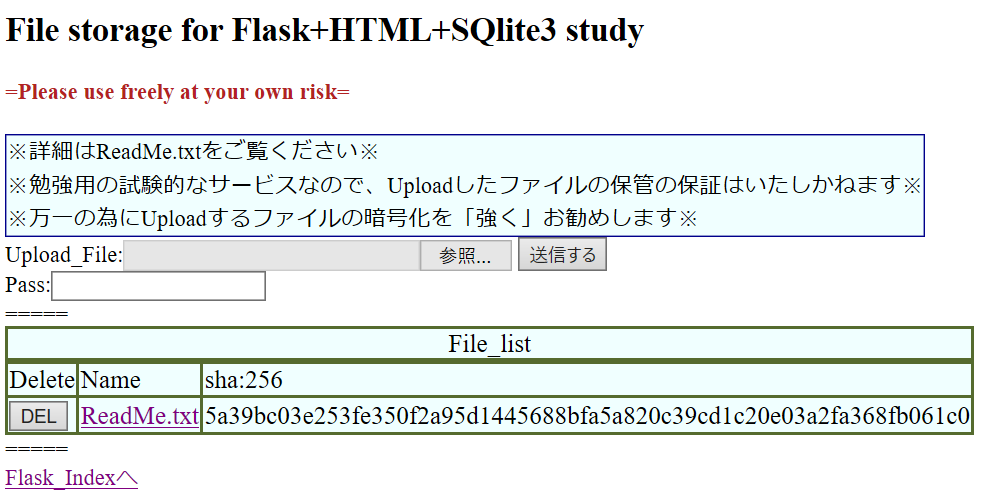 File storage for Flask+HTML+SQlite3 study
=Please use freely at your own risk=
※詳細はReadMe.txtをご覧ください※
※勉強用の試験的なサービスなので、Uploadしたファイルの保管の保証はいたしかねます※
※万一の為にUploadするファイルの暗号化を「強く」お勧めします※
Upload_File: 参照... 送信する
Pass:
=====
File_list
Delete Name sha:256
DEL ReadMe.txt 5a39bc03e253fe350f2a95d1445688bfa5a820c39cd1c20e03a2fa368fb061c0
=====
Flask_Indexへ